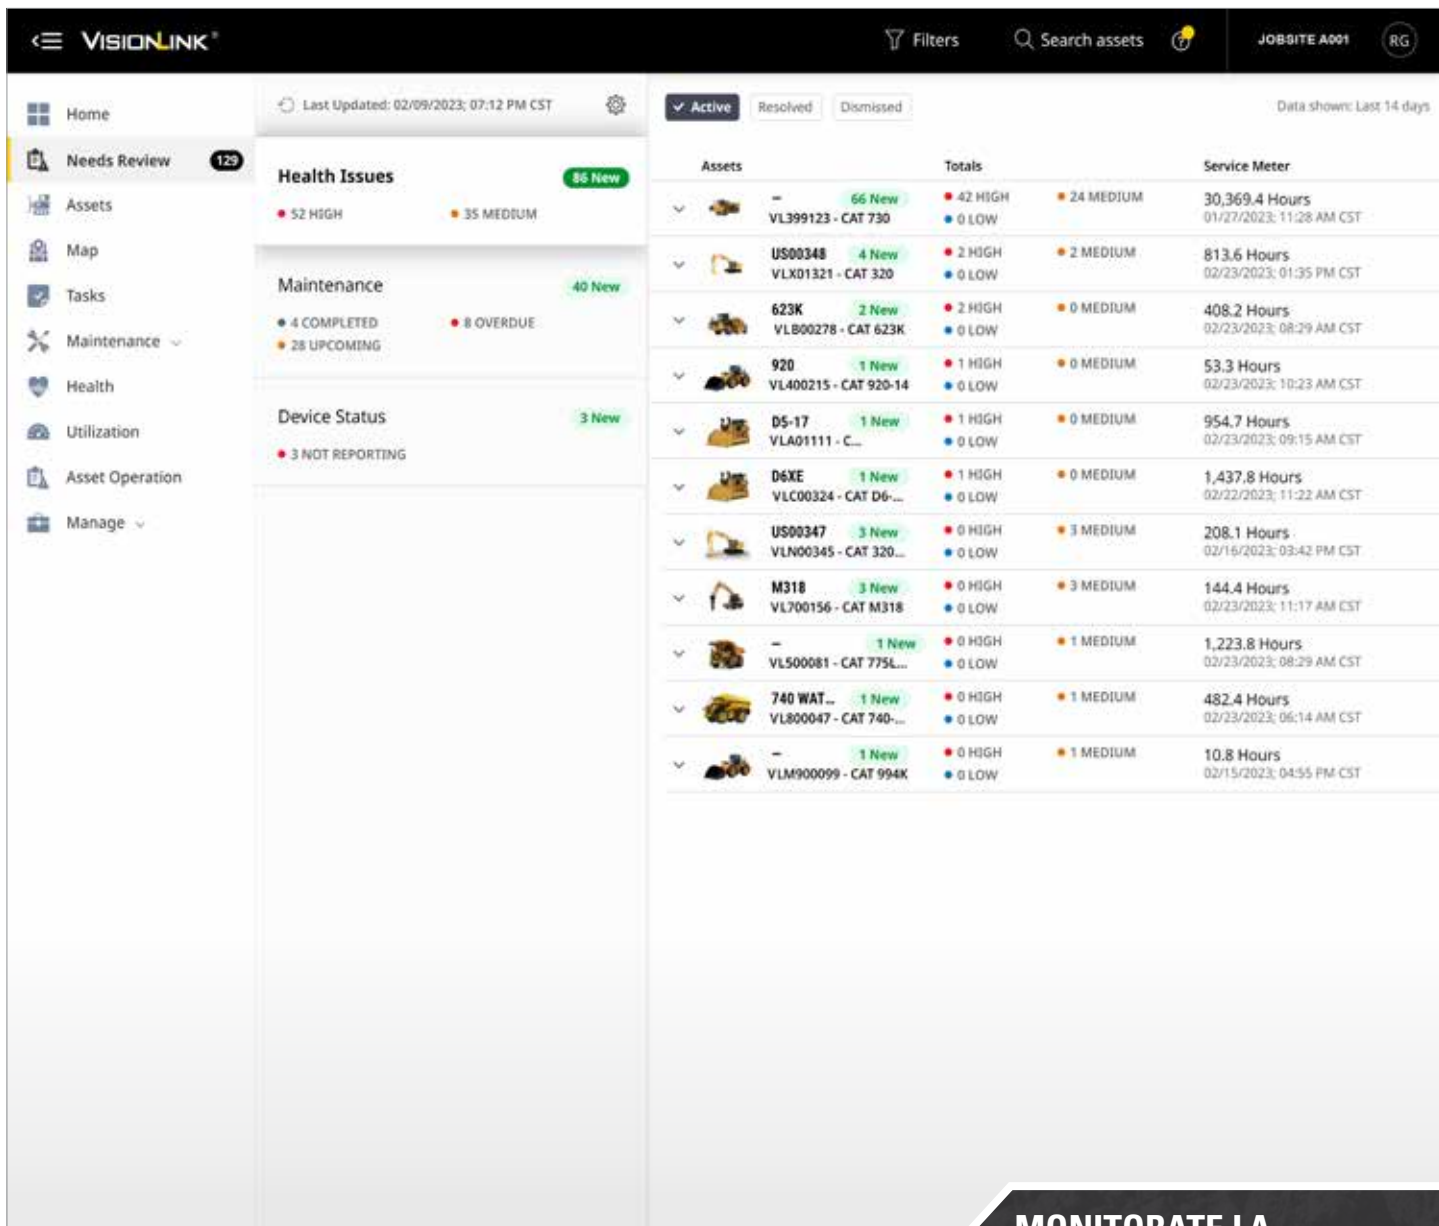 VISIONLINK®
Filters
Search assets
JOBSITE A001
RG
Home
Needs Review 129
Assets
Map
Tasks
Maintenance
Health
Utilization
Asset Operation
Manage
Last Updated: 02/09/2023; 07:12 PM CST
Health Issues 86 New
52 HIGH 35 MEDIUM
Maintenance 40 New
4 COMPLETED 8 OVERDUE
28 UPCOMING
Device Status 3 New
3 NOT REPORTING
Active Resolved Dismissed
Data shown: Last 14 days
Assets Totals Service Meter
– 66 New 42 HIGH 24 MEDIUM 30,369.4 Hours
VL399123 - CAT 730 0 LOW 01/27/2023; 11:28 AM CST
US00348 4 New 2 HIGH 2 MEDIUM 813.6 Hours
VLX01321 - CAT 320 0 LOW 02/23/2023; 01:35 PM CST
623K 2 New 2 HIGH 0 MEDIUM 408.2 Hours
VLB00278 - CAT 623K 0 LOW 02/23/2023; 08:29 AM CST
920 1 New 1 HIGH 0 MEDIUM 53.3 Hours
VL400215 - CAT 920-14 0 LOW 02/23/2023; 10:23 AM CST
D5-17 1 New 1 HIGH 0 MEDIUM 954.7 Hours
VLA01111 - C... 0 LOW 02/23/2023; 09:15 AM CST
D6XE 1 New 1 HIGH 0 MEDIUM 1,437.8 Hours
VLC00324 - CAT D6-... 0 LOW 02/22/2023; 11:22 AM CST
US00347 3 New 0 HIGH 3 MEDIUM 208.1 Hours
VLN00345 - CAT 320... 0 LOW 02/16/2023; 03:42 PM CST
M318 3 New 0 HIGH 3 MEDIUM 144.4 Hours
VL700156 - CAT M318 0 LOW 02/23/2023; 11:17 AM CST
– 1 New 0 HIGH 1 MEDIUM 1,223.8 Hours
VL500081 - CAT 775L... 0 LOW 02/23/2023; 08:29 AM CST
740 WAT... 1 New 0 HIGH 1 MEDIUM 482.4 Hours
VL800047 - CAT 740-... 0 LOW 02/23/2023; 06:14 AM CST
– 1 New 0 HIGH 1 MEDIUM 10.8 Hours
VLM900099 - CAT 994K 0 LOW 02/15/2023; 04:55 PM CST
MONITORATE LA